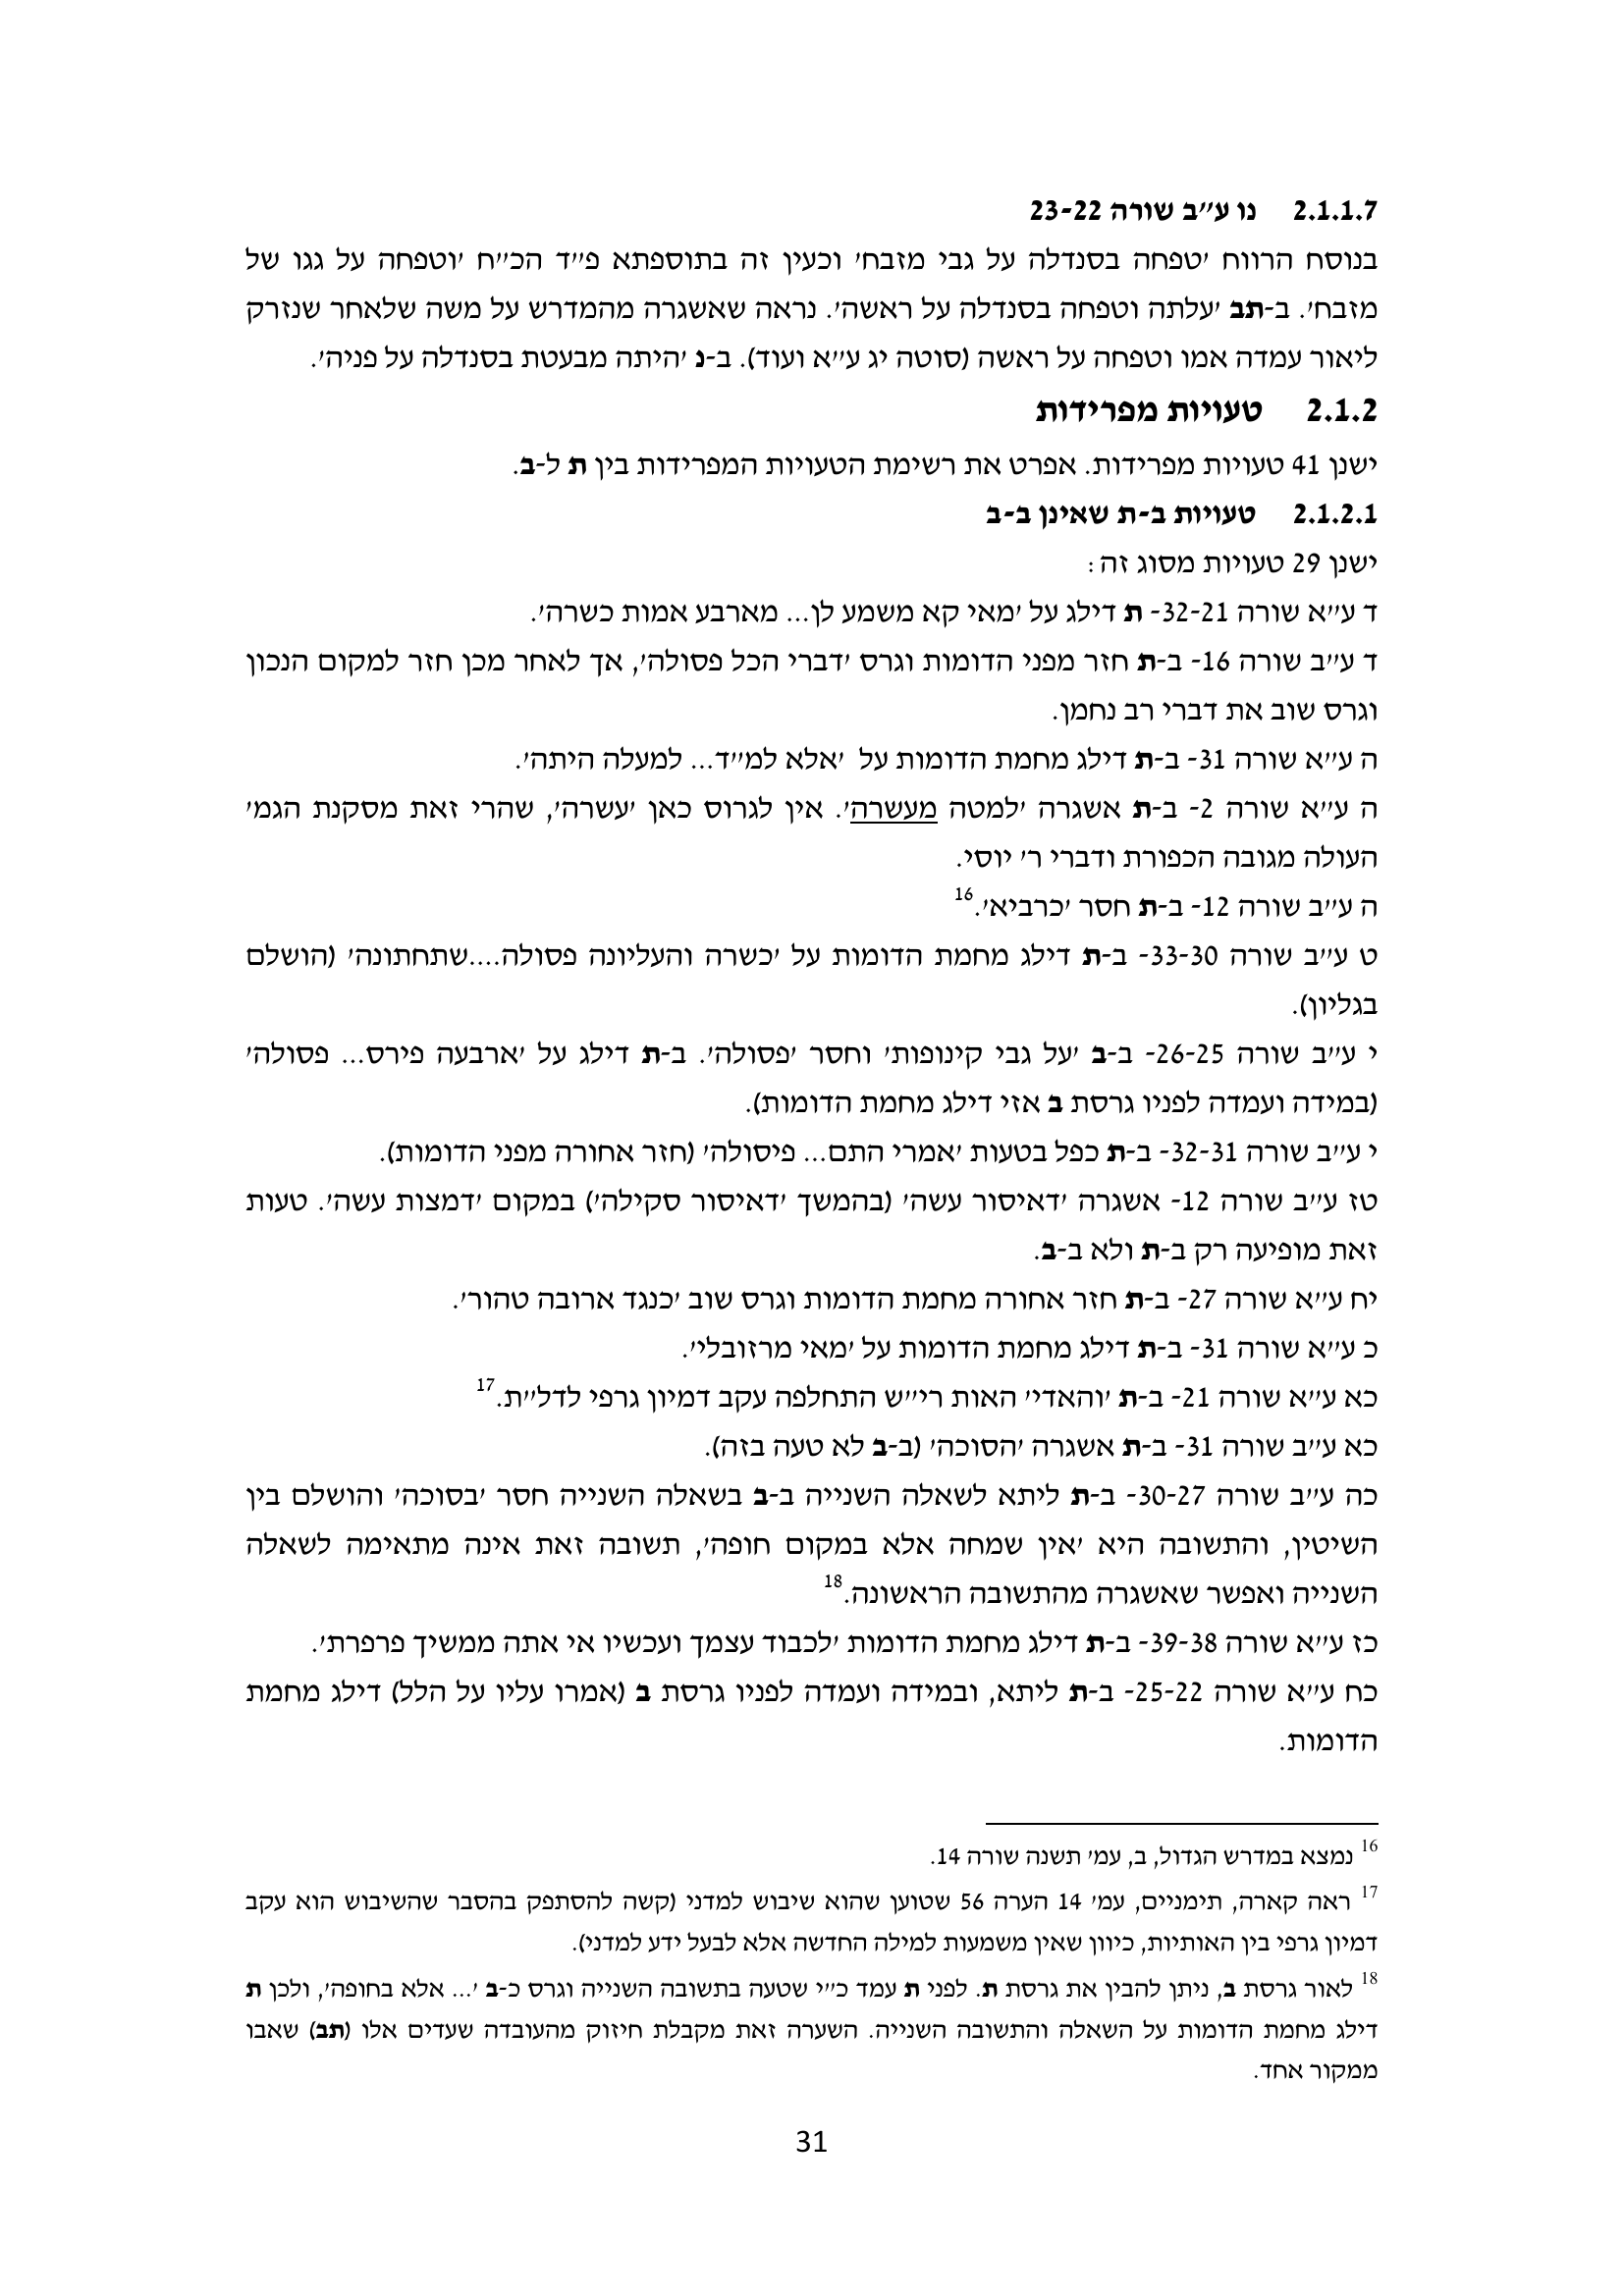 2.1.1.7 נו ע״ב שורה 23-22
בנוסח הרווח ׳טפחה בסנדלה על גבי מזבח׳ וכעין זה בתוספתא פ״ד הכ״ח ׳וטפחה על גגו של
מזבח׳. ב-תב ׳עלתה וטפחה בסנדלה על ראשה׳. נראה שאשגרה מהמדרש על משה שלאחר שנזרק
ליאור עמדה אמו וטפחה על ראשה (סוטה יג ע״א ועוד). ב-נ ׳היתה מבעטת בסנדלה על פניה׳.
2.1.2 טעויות מפרידות
ישנן 41 טעויות מפרידות. אפרט את רשימת הטעויות המפרידות בין ת ל-ב.
2.1.2.1 טעויות ב-ת שאינן ב-ב
ישנן 29 טעויות מסוג זה:
ד ע״א שורה 32-21- ת דילג על ׳מאי קא משמע לן... מארבע אמות כשרה׳.
ד ע״ב שורה 16- ב-ת חזר מפני הדומות וגרס ׳דברי הכל פסולה׳, אך לאחר מכן חזר למקום הנכון
וגרס שוב את דברי רב נחמן.
ה ע״א שורה 31- ב-ת דילג מחמת הדומות על ׳אלא למ״ד... למעלה היתה׳.
ה ע״א שורה 2- ב-ת אשגרה ׳למטה מעשרה׳. אין לגרוס כאן ׳עשרה׳, שהרי זאת מסקנת הגמ׳
העולה מגובה הכפורת ודברי ר׳ יוסי.
ה ע״ב שורה 12- ב-ת חסר ׳כרביא׳.16
ט ע״ב שורה 33-30- ב-ת דילג מחמת הדומות על ׳כשרה והעליונה פסולה....שתחתונה׳ (הושלם
בגליון).
י ע״ב שורה 26-25- ב-ב ׳על גבי קינופות׳ וחסר ׳פסולה׳. ב-ת דילג על ׳ארבעה פירס... פסולה׳
(במידה ועמדה לפניו גרסת ב אזי דילג מחמת הדומות).
י ע״ב שורה 32-31- ב-ת כפל בטעות ׳אמרי התם... פיסולה׳ (חזר אחורה מפני הדומות).
טז ע״ב שורה 12- אשגרה ׳דאיסור עשה׳ (בהמשך ׳דאיסור סקילה׳) במקום ׳דמצות עשה׳. טעות
זאת מופיעה רק ב-ת ולא ב-ב.
יח ע״א שורה 27- ב-ת חזר אחורה מחמת הדומות וגרס שוב ׳כנגד ארובה טהור׳.
כ ע״א שורה 31- ב-ת דילג מחמת הדומות על ׳מאי מרזובלי׳.
כא ע״א שורה 21- ב-ת ׳והאדי׳ האות רי״ש התחלפה עקב דמיון גרפי לדל״ת.17
כא ע״ב שורה 31- ב-ת אשגרה ׳הסוכה׳ (ב-ב לא טעה בזה).
כה ע״ב שורה 30-27- ב-ת ליתא לשאלה השנייה ב-ב בשאלה השנייה חסר ׳בסוכה׳ והושלם בין
השיטין, והתשובה היא ׳אין שמחה אלא במקום חופה׳, תשובה זאת אינה מתאימה לשאלה
השנייה ואפשר שאשגרה מהתשובה הראשונה.18
כז ע״א שורה 39-38- ב-ת דילג מחמת הדומות ׳לכבוד עצמך ועכשיו אי אתה ממשיך פרפרת׳.
כח ע״א שורה 25-22- ב-ת ליתא, ובמידה ועמדה לפניו גרסת ב (אמרו עליו על הלל) דילג מחמת
הדומות.
16 נמצא במדרש הגדול, ב, עמ׳ תשנה שורה 14.
17 ראה קארה, תימניים, עמ׳ 14 הערה 56 שטוען שהוא שיבוש למדני (קשה להסתפק בהסבר שהשיבוש הוא עקב
דמיון גרפי בין האותיות, כיוון שאין משמעות למילה החדשה אלא לבעל ידע למדני).
18 לאור גרסת ב, ניתן להבין את גרסת ת. לפני ת עמד כ״י שטעה בתשובה השנייה וגרס כ-ב ׳... אלא בחופה׳, ולכן ת
דילג מחמת הדומות על השאלה והתשובה השנייה. השערה זאת מקבלת חיזוק מהעובדה שעדים אלו (תב) שאבו
ממקור אחד.
31